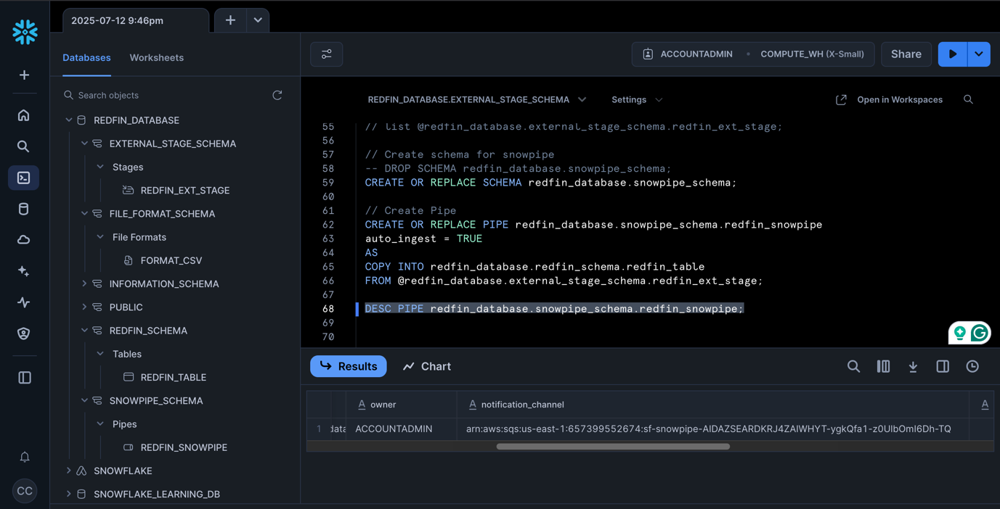 2025-07-12 9:46pm
Databases
Worksheets
Search objects
REDFIN_DATABASE
EXTERNAL_STAGE_SCHEMA
Stages
REDFIN_EXT_STAGE
FILE_FORMAT_SCHEMA
File Formats
FORMAT_CSV
INFORMATION_SCHEMA
PUBLIC
REDFIN_SCHEMA
Tables
REDFIN_TABLE
SNOWPIPE_SCHEMA
Pipes
REDFIN_SNOWPIPE
SNOWFLAKE
SNOWFLAKE_LEARNING_DB
CC
ACCOUNTADMIN
COMPUTE_WH (X-Small)
Share
REDFIN_DATABASE.EXTERNAL_STAGE_SCHEMA
Settings
Open in Workspaces
55 // list @redfin_database.external_stage_schema.redfin_ext_stage;
56
57 // Create schema for snowpipe
58 -- DROP SCHEMA redfin_database.snowpipe_schema;
59 CREATE OR REPLACE SCHEMA redfin_database.snowpipe_schema;
60
61 // Create Pipe
62 CREATE OR REPLACE PIPE redfin_database.snowpipe_schema.redfin_snowpipe
63 auto_ingest = TRUE
64 AS
65 COPY INTO redfin_database.redfin_schema.redfin_table
66 FROM @redfin_database.external_stage_schema.redfin_ext_stage;
67
68 DESC PIPE redfin_database.snowpipe_schema.redfin_snowpipe;
69
70
Results
Chart
A owner A notification_channel A
1 data ACCOUNTADMIN arn:aws:sqs:us-east-1:657399552674:sf-snowpipe-AIDAZSEARDKRJ4ZAIWHYT-ygkQfa1-z0UIbOmI6Dh-TQ